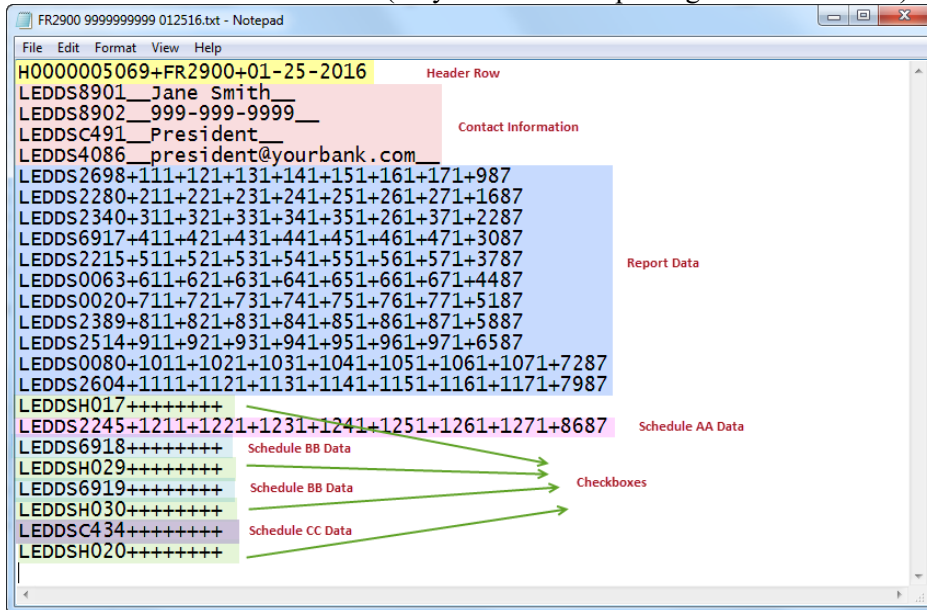 FR2900 9999999999 012516.txt - Notepad
File Edit Format View Help
H0000005069+FR2900+01-25-2016 Header Row
LEDDS8901__Jane Smith__
LEDDS8902__999-999-9999__
Contact Information
LEDDSC491__President__
LEDDS4086__president@yourbank.com__
LEDDS2698+111+121+131+141+151+161+171+987
LEDDS2280+211+221+231+241+251+261+271+1687
LEDDS2340+311+321+331+341+351+261+371+2287
LEDDS6917+411+421+431+441+451+461+471+3087
LEDDS2215+511+521+531+541+551+561+571+3787
Report Data
LEDDS0063+611+621+631+641+651+661+671+4487
LEDDS0020+711+721+731+741+751+761+771+5187
LEDDS2389+811+821+831+841+851+861+871+5887
LEDDS2514+911+921+931+941+951+961+971+6587
LEDDS0080+1011+1021+1031+1041+1051+1061+1071+7287
LEDDS2604+1111+1121+1131+1141+1151+1161+1171+7987
LEDDSH017++++++++
LEDDS2245+1211+1221+1231+1241+1251+1261+1271+8687 Schedule AA Data
LEDDS6918++++++++ Schedule BB Data
LEDDSH029++++++++
Checkboxes
LEDDS6919++++++++ Schedule BB Data
LEDDSH030++++++++
LEDDSC434++++++++ Schedule CC Data
LEDDSH020++++++++